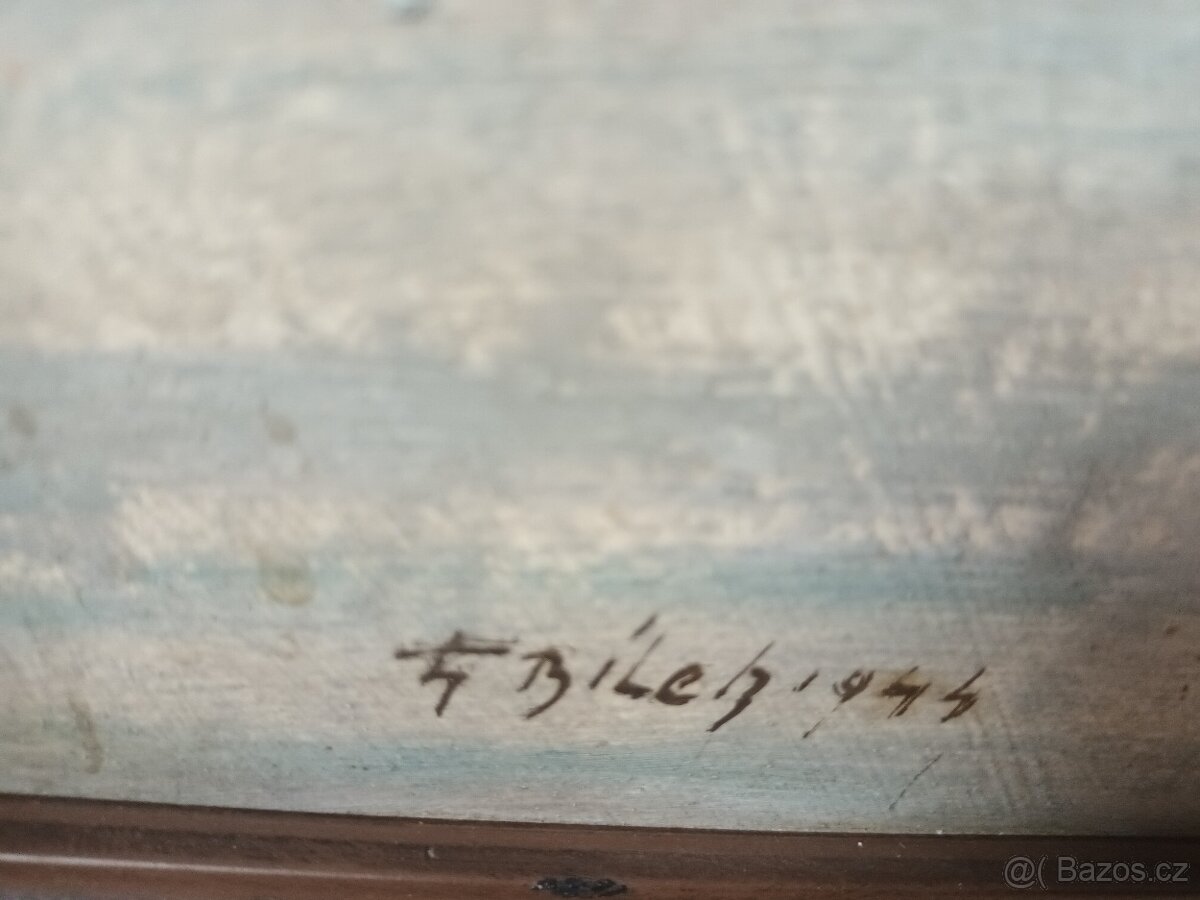 F Bílek 1944
@( Bazos.cz